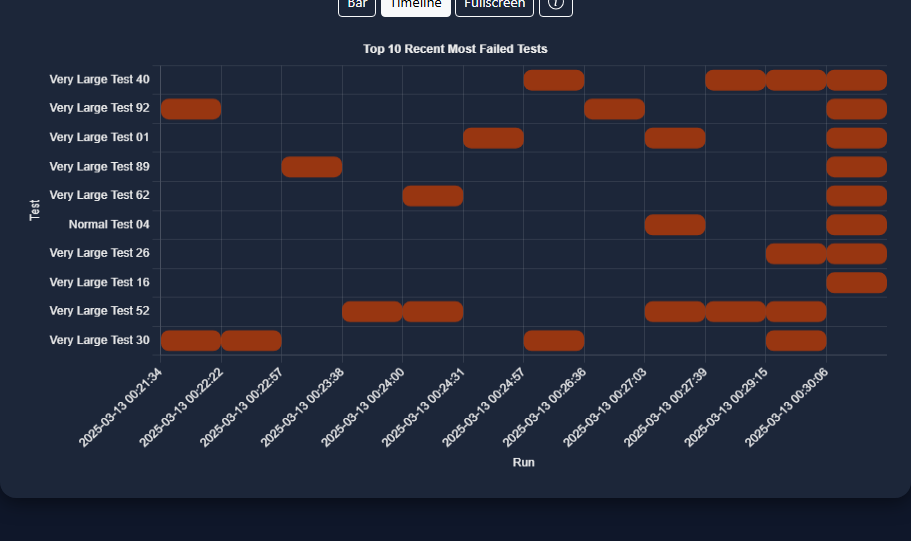 Bar Timeline Fullscreen
Top 10 Recent Most Failed Tests
Test
Very Large Test 40
Very Large Test 92
Very Large Test 01
Very Large Test 89
Very Large Test 62
Normal Test 04
Very Large Test 26
Very Large Test 16
Very Large Test 52
Very Large Test 30
2025-03-13 00:21:34
2025-03-13 00:22:22
2025-03-13 00:22:57
2025-03-13 00:23:38
2025-03-13 00:24:00
2025-03-13 00:24:31
2025-03-13 00:24:57
2025-03-13 00:26:36
2025-03-13 00:27:03
2025-03-13 00:27:39
2025-03-13 00:29:15
2025-03-13 00:30:06
Run